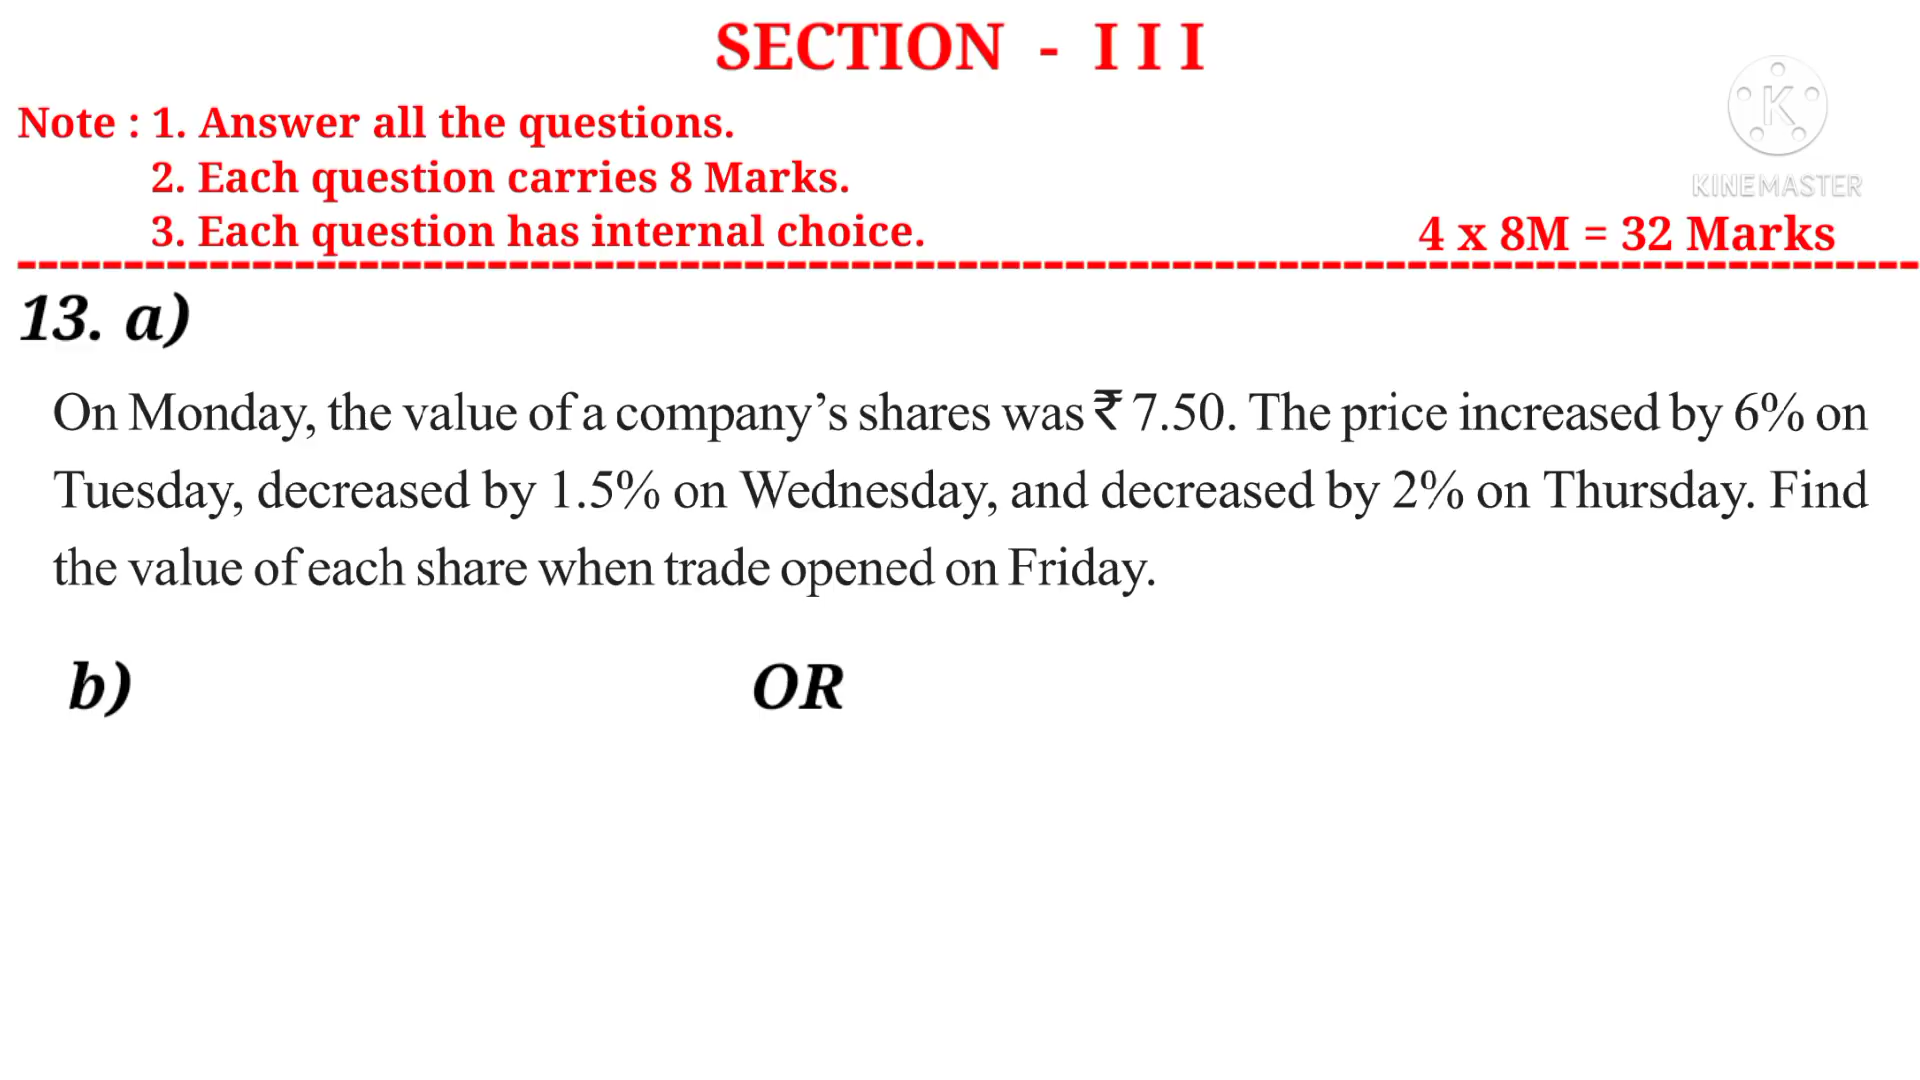 SECTION - I I I
Note : 1. Answer all the questions.
2. Each question carries 8 Marks.
3. Each question has internal choice.
4 x 8M = 32 Marks
K
KINEMASTER
13. a)
On Monday, the value of a company’s shares was ₹ 7.50. The price increased by 6% on
Tuesday, decreased by 1.5% on Wednesday, and decreased by 2% on Thursday. Find
the value of each share when trade opened on Friday.
b) OR